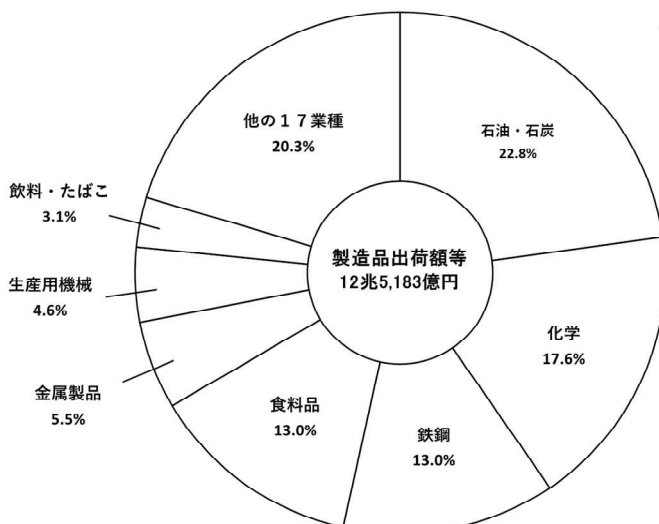 製造品出荷額等
12兆5,183億円
石油・石炭
22.8%
化学
17.6%
鉄鋼
13.0%
食料品
13.0%
金属製品
5.5%
生産用機械
4.6%
飲料・たばこ
3.1%
他の１７業種
20.3%